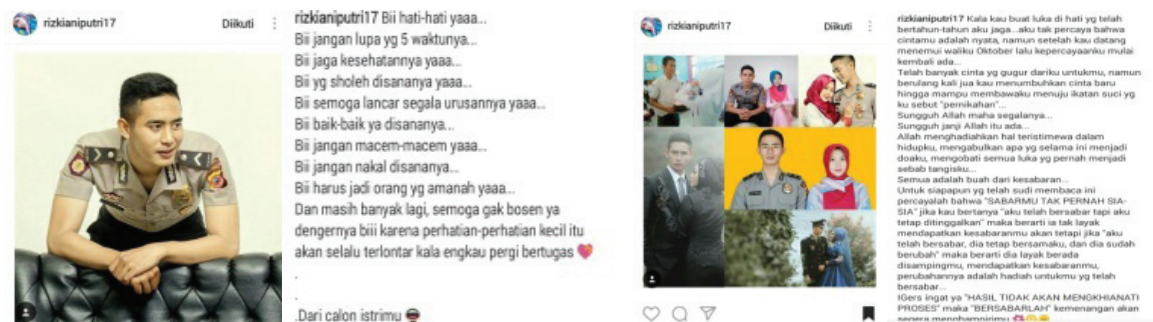 rizkianiputri17
Diikuti
rizkianiputri17 Bii hati-hati yaaa...
Bii jangan lupa yg 5 waktunya...
Bii jaga kesehatannya yaaa...
Bii yg sholeh disananya yaaa...
Bii semoga lancar segala urusannya yaaa...
Bii baik-baik ya disananya...
Bii jangan macem-macem yaaa...
Bii jangan nakal disananya...
Bii harus jadi orang yg amanah yaaa...
Dan masih banyak lagi, semoga gak bosen ya
dengernya biii karena perhatian-perhatian kecil itu
akan selalu terlontar kala engkau pergi bertugas 💖
.
.
.Dari calon istrimu
rizkianiputri17
Diikuti
rizkianiputri17 Kala kau buat luka di hati yg telah
bertahun-tahun aku jaga...aku tak percaya bahwa
cintamu adalah nyata, namun setelah kau datang
menemui waliku Oktober lalu kepercayaanku mulai
kembali ada...
Telah banyak cinta yg gugur dariku untukmu, namun
berulang kali jua kau menumbuhkan cinta baru
hingga mampu membawaku menuju ikatan suci yg
ku sebut "pernikahan"...
Sungguh Allah maha segalanya...
Sungguh janji Allah itu ada...
Allah menghadiahkan hal teristimewa dalam
hidupku, mengabulkan apa yg selama ini menjadi
doaku, mengobati semua luka yg pernah menjadi
sebab tangisku...
Semua adalah buah dari kesabaran...
Untuk siapapun yg telah sudi membaca ini
percayalah bahwa "SABARMU TAK PERNAH SIA-
SIA" jika kau bertanya "aku telah bersabar tapi aku
tetap ditinggalkan" maka berarti ia tak layak
mendapatkan kesabaranmu akan tetapi jika "aku
telah bersabar, dia tetap bersamaku, dan dia sudah
berubah" maka berarti dia layak berada
disampingmu, mendapatkan kesabaranmu,
perubahannya adalah hadiah untukmu yg telah
bersabar...
IGers ingat ya "HASIL TIDAK AKAN MENGKHIANATI
PROSES" maka "BERSABARLAH" kemenangan akan
segera menghampirimu